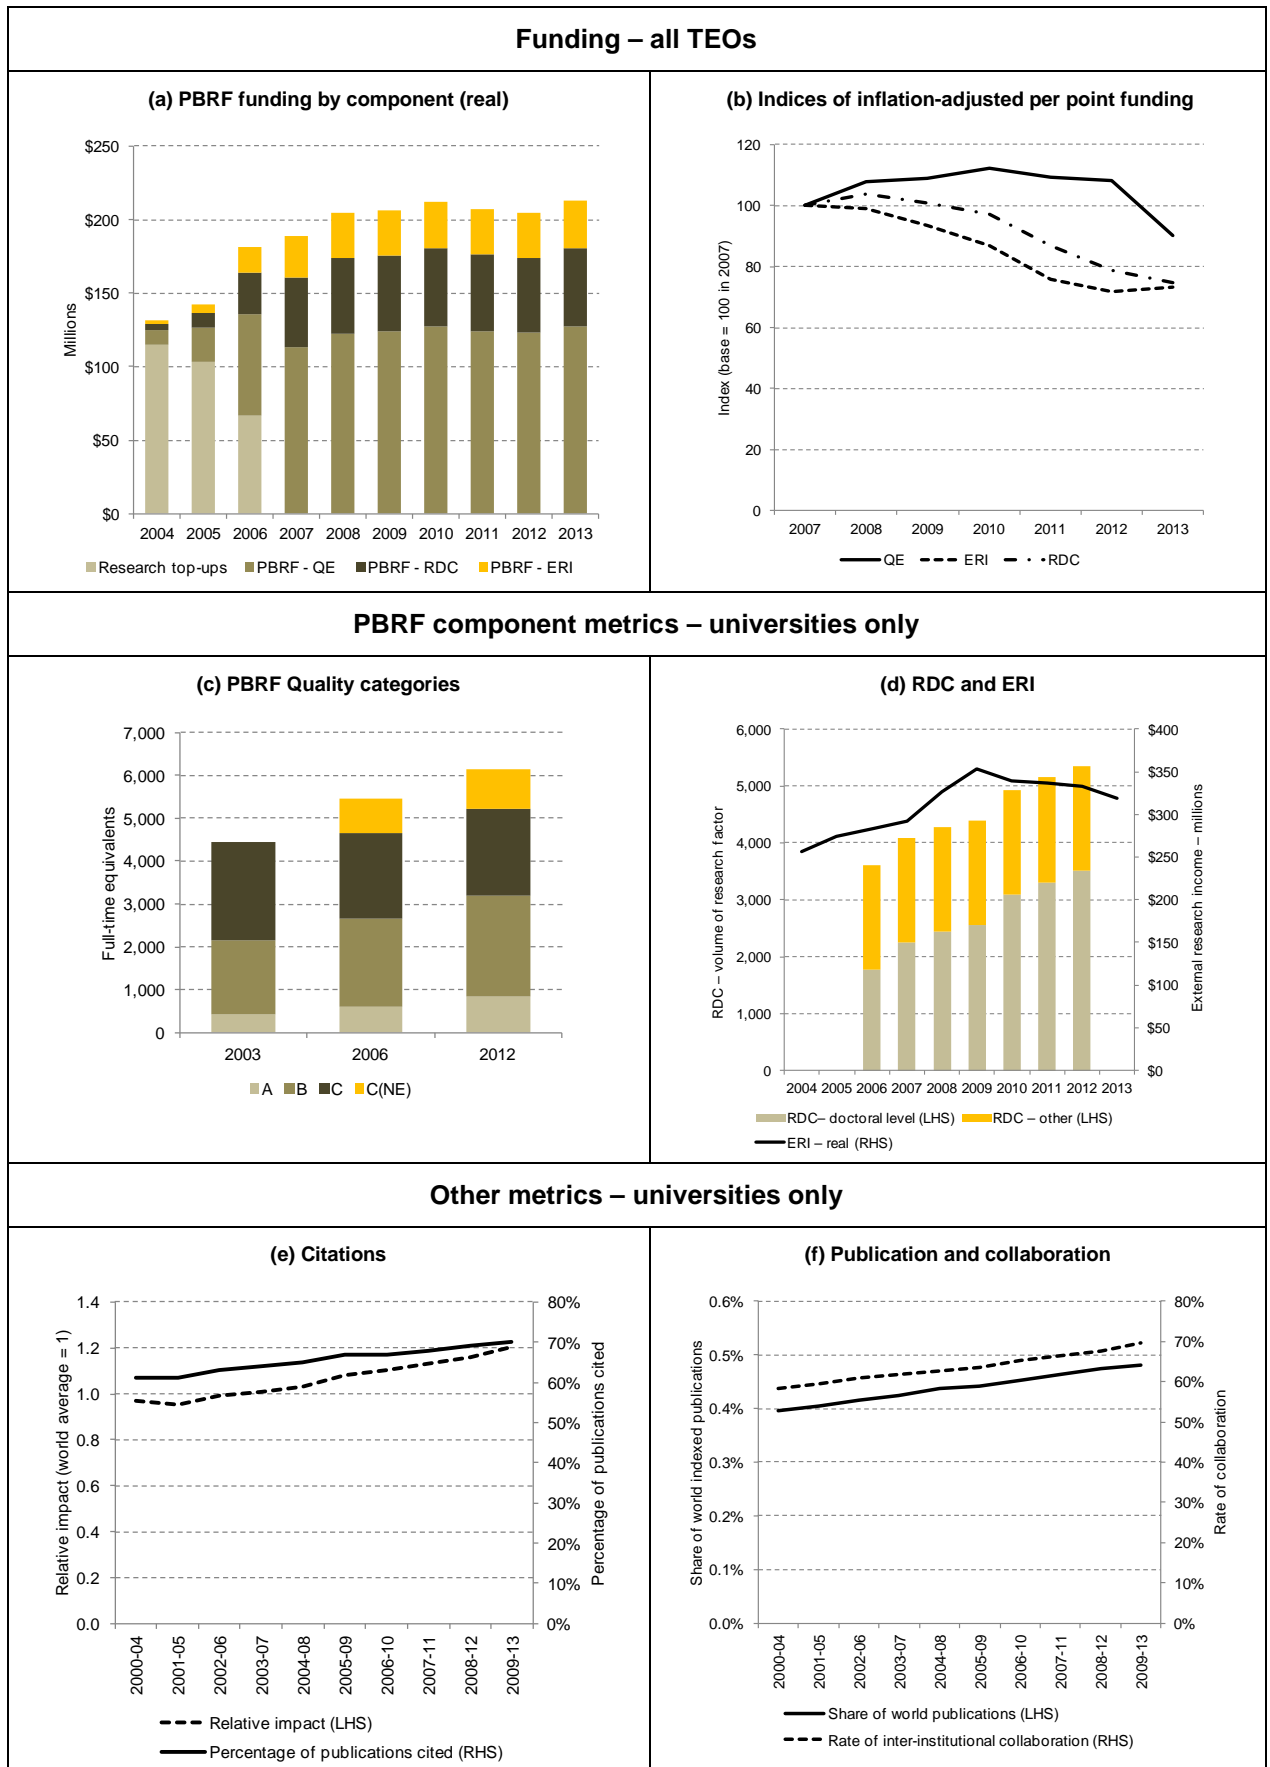 Funding – all TEOs
(a) PBRF funding by component (real)
$250
$200
$150
$100
$50
$0
Millions
2004 2005 2006 2007 2008 2009 2010 2011 2012 2013
Research top-ups PBRF - QE PBRF - RDC PBRF - ERI
(b) Indices of inflation-adjusted per point funding
120
100
80
60
40
20
0
Index (base = 100 in 2007)
2007 2008 2009 2010 2011 2012 2013
QE ERI RDC
PBRF component metrics – universities only
(c) PBRF Quality categories
7,000
6,000
5,000
4,000
3,000
2,000
1,000
0
Full-time equivalents
2003 2006 2012
A B C C(NE)
(d) RDC and ERI
6,000
5,000
4,000
3,000
2,000
1,000
0
RDC – volume of research factor
$400
$350
$300
$250
$200
$150
$100
$50
$0
External research income – millions
2004 2005 2006 2007 2008 2009 2010 2011 2012 2013
RDC– doctoral level (LHS) RDC – other (LHS)
ERI – real (RHS)
Other metrics – universities only
(e) Citations
1.4
1.2
1.0
0.8
0.6
0.4
0.2
0.0
Relative impact (world average = 1)
80%
70%
60%
50%
40%
30%
20%
10%
0%
Percentage of publications cited
2000-04
2001-05
2002-06
2003-07
2004-08
2005-09
2006-10
2007-11
2008-12
2009-13
Relative impact (LHS)
Percentage of publications cited (RHS)
(f) Publication and collaboration
0.6%
0.5%
0.4%
0.3%
0.2%
0.1%
0.0%
Share of world indexed publications
80%
70%
60%
50%
40%
30%
20%
10%
0%
Rate of collaboration
2000-04
2001-05
2002-06
2003-07
2004-08
2005-09
2006-10
2007-11
2008-12
2009-13
Share of world publications (LHS)
Rate of inter-institutional collaboration (RHS)